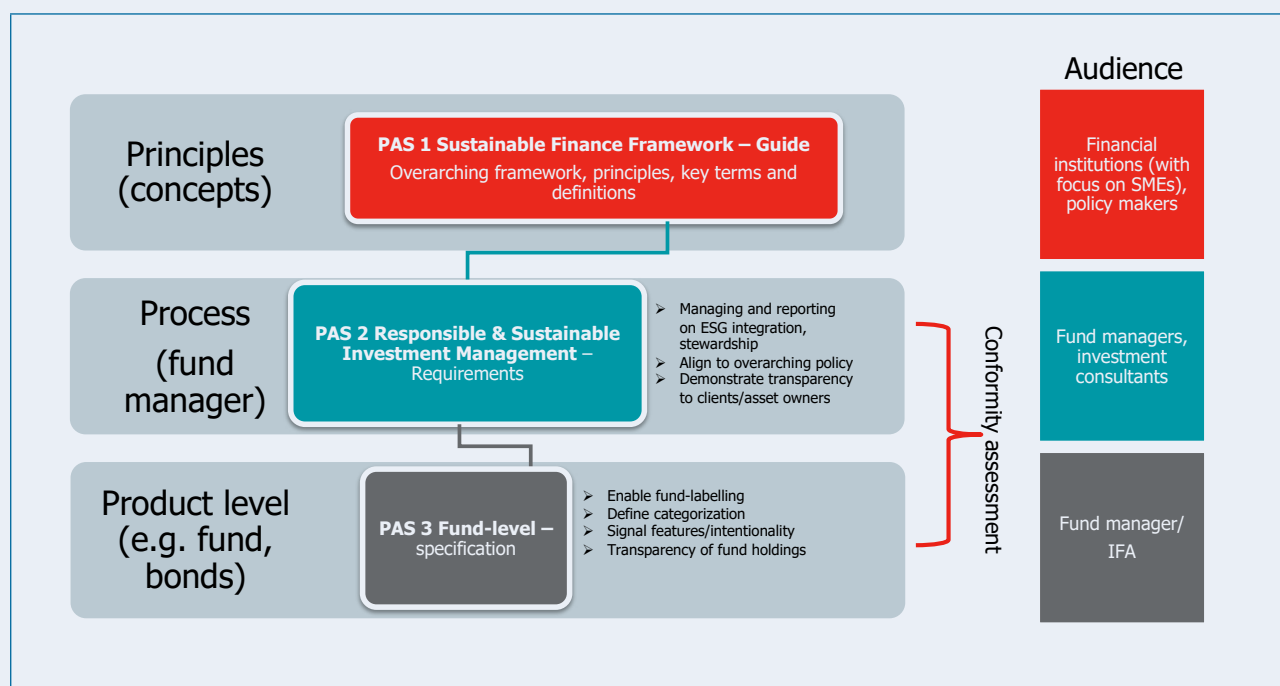 Audience
Principles
(concepts)
PAS 1 Sustainable Finance Framework – Guide
Overarching framework, principles, key terms and
definitions
Financial
institutions (with
focus on SMEs),
policy makers
Process
(fund
manager)
PAS 2 Responsible & Sustainable
Investment Management –
Requirements
➢ Managing and reporting
on ESG integration,
stewardship
➢ Align to overarching policy
➢ Demonstrate transparency
to clients/asset owners
Conformity assessment
Fund managers,
investment
consultants
Product level
(e.g. fund,
bonds)
PAS 3 Fund-level –
specification
➢ Enable fund-labelling
➢ Define categorization
➢ Signal features/intentionality
➢ Transparency of fund holdings
Fund manager/
IFA